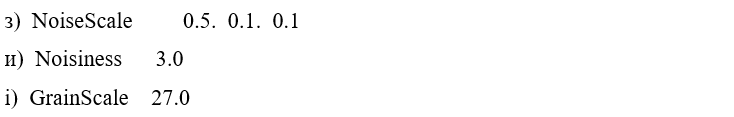 з) NoiseScale 0.5. 0.1. 0.1
и) Noisiness 3.0
і) GrainScale 27.0